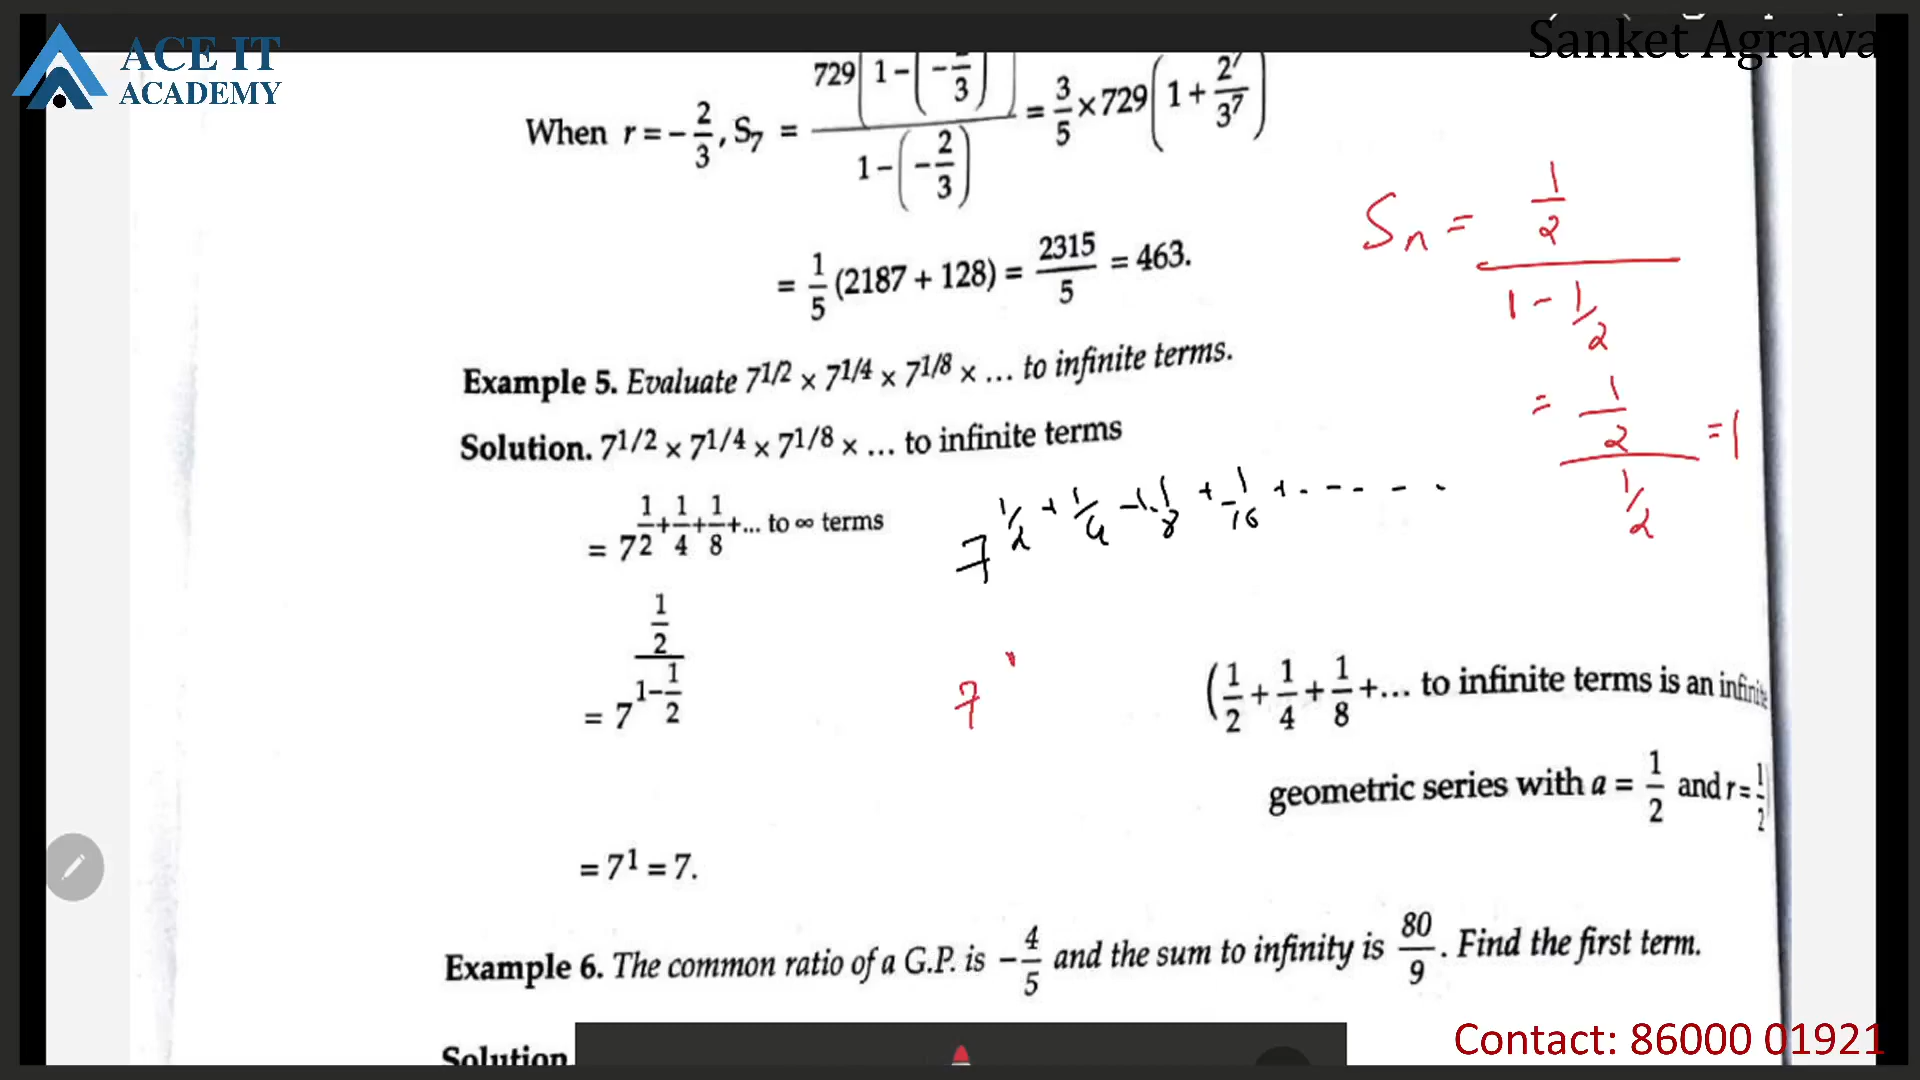 Sanket Agrawa
ACE IT
ACADEMY
When r = -2/3, S₇ = 729[1-(-2/3)] / 1-(-2/3) = 3/5 × 729(1 + 2⁷/3⁷)
= 1/5 (2187 + 128) = 2315/5 = 463.
Sn = 1/2 / 1 - 1/2
= 1/2 / 1/2 = 1
Example 5. Evaluate 7^1/2 × 7^1/4 × 7^1/8 × ... to infinite terms.
Solution. 7^1/2 × 7^1/4 × 7^1/8 × ... to infinite terms
= 7^1/2+1/4+1/8+... to ∞ terms
7^1/2 + 1/4 + 1/8 + 1/16 + . - - - - .
= 7^(1/2 / 1-1/2)
7
(1/2 + 1/4 + 1/8 + ... to infinite terms is an infinite
geometric series with a = 1/2 and r = 1/2)
= 7¹ = 7.
Example 6. The common ratio of a G.P. is -4/5 and the sum to infinity is 80/9. Find the first term.
Solution
Contact: 86000 01921